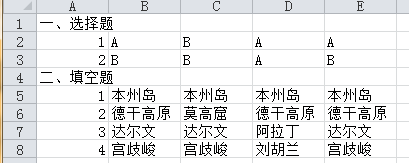 A B C D E
1 一、选择题
2 1 A B A A
3 2 B B A B
4 二、填空题
5 1 本州岛 本州岛 本州岛 本州岛
6 2 德干高原 莫高窟 德干高原 德干高原
7 3 达尔文 达尔文 阿拉丁 达尔文
8 4 宫歧峻 宫歧峻 刘胡兰 宫歧峻